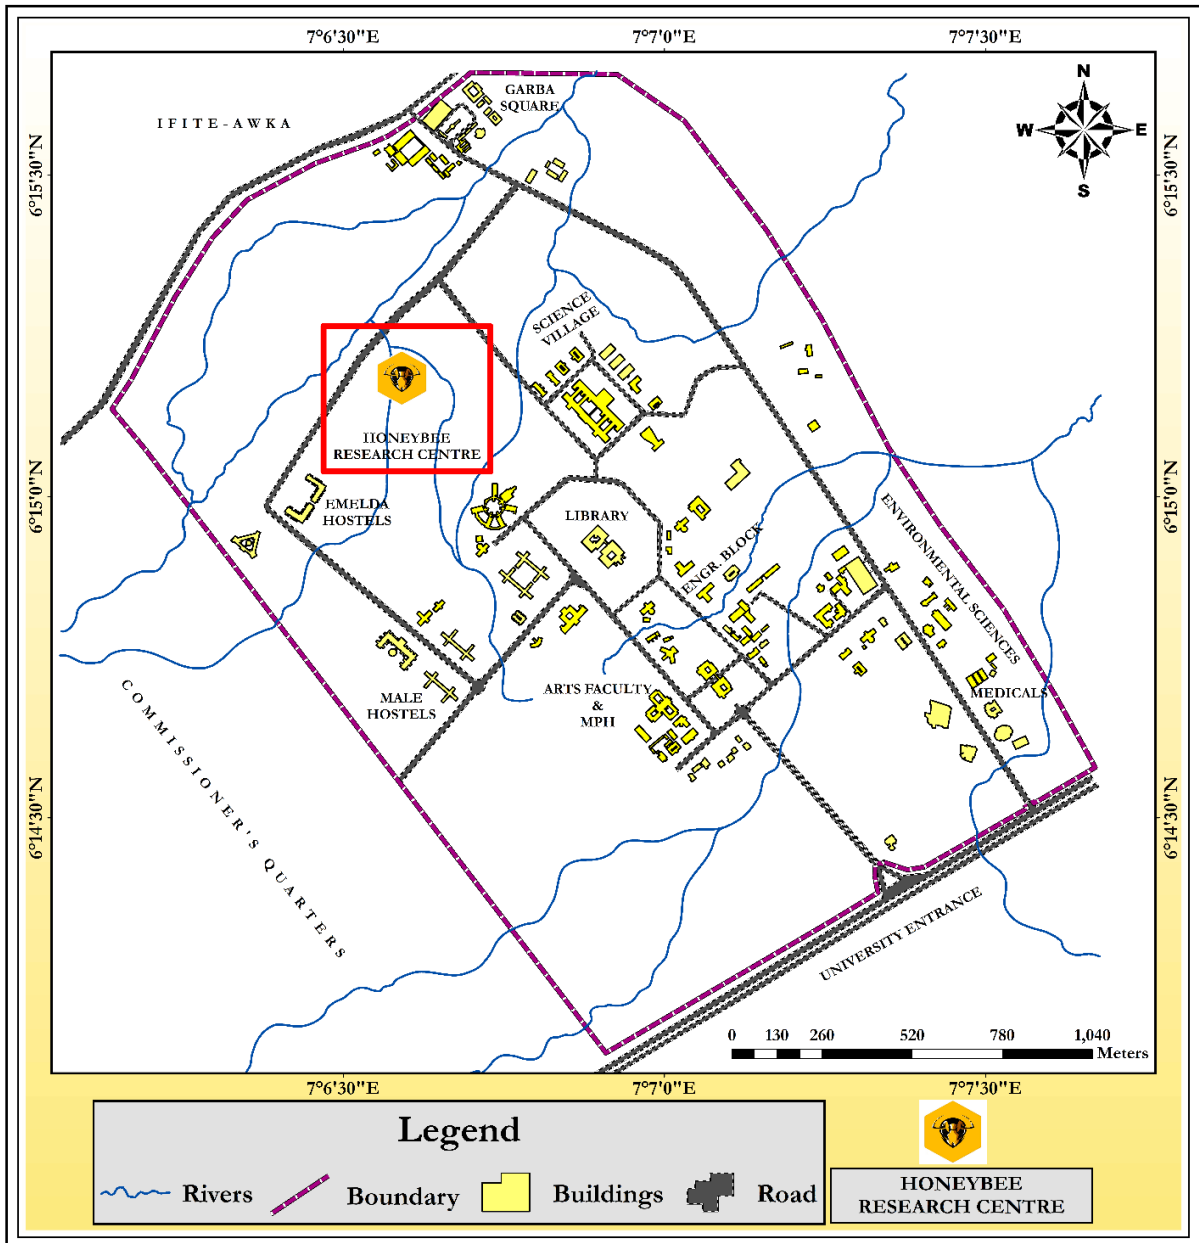 7°6'30"E
7°7'0"E
7°7'30"E
6°15'30"N
6°15'0"N
6°14'30"N
6°15'30"N
6°15'0"N
6°14'30"N
N
W
E
S
IFITE-AWKA
GARBA
SQUARE
SCIENCE
VILLAGE
HONEYBEE
RESEARCH CENTRE
EMELDA
HOSTELS
LIBRARY
ENGR. BLOCK
ENVIRONMENTAL SCIENCES
MEDICALS
ARTS FACULTY
&
MPH
MALE
HOSTELS
COMMISSIONER'S QUARTERS
UNIVERSITY ENTRANCE
0 130 260 520 780 1,040
Meters
7°6'30"E
7°7'0"E
7°7'30"E
Legend
Rivers
Boundary
Buildings
Road
HONEYBEE
RESEARCH CENTRE